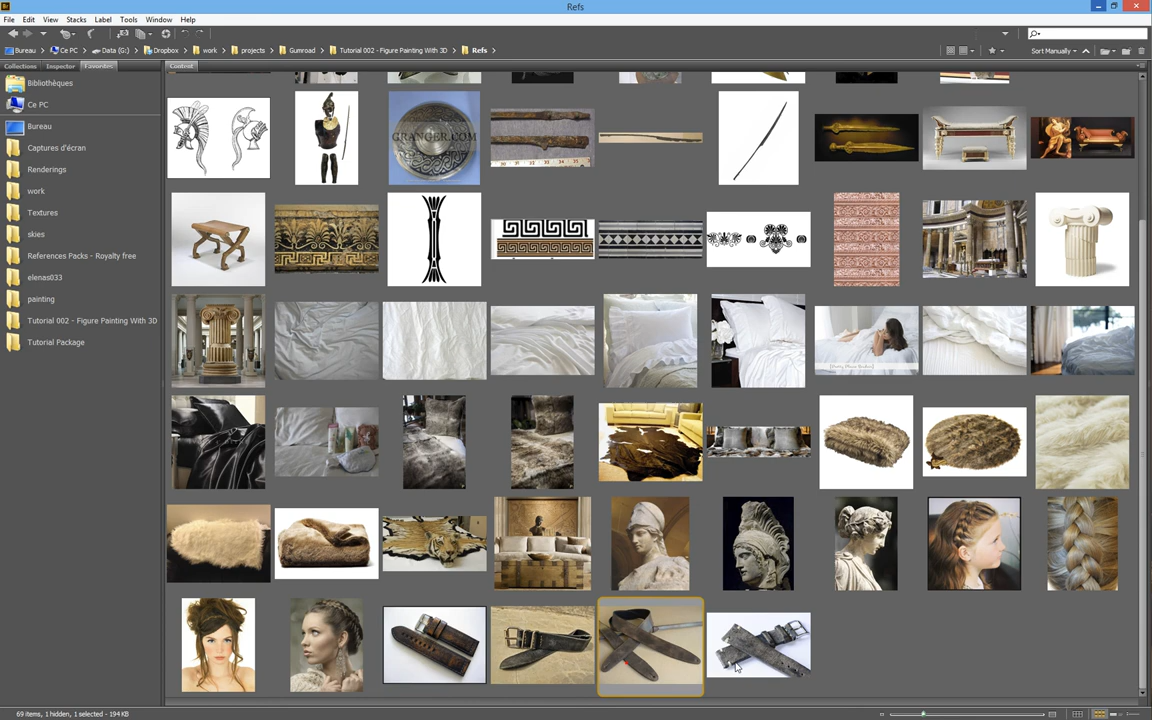 Br
Refs
File Edit View Stacks Label Tools Window Help
Bureau Ce PC Data (G:) Dropbox work projects Gumroad Tutorial 002 - Figure Painting With 3D Refs
Sort Manually
Collections Inspector Favorites
Content
Bibliothèques
Ce PC
Bureau
Captures d'écran
Renderings
work
Textures
skies
References Packs - Royalty free
elenas033
painting
Tutorial 002 - Figure Painting With 3D
Tutorial Package
GRANGER.COM
69 items, 1 hidden, 1 selected - 194 KB